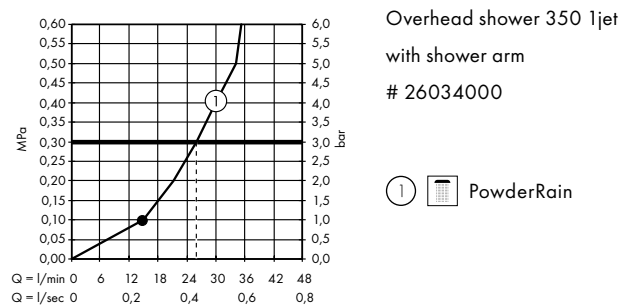 0,60 6,0
0,55 5,5
0,50 5,0
0,45 4,5
0,40 4,0
0,35 3,5
0,30 3,0
0,25 2,5
0,20 2,0
0,15 1,5
0,10 1,0
0,05 0,5
0,00 0,0
MPa
bar
1
Q = l/min 0 6 12 18 24 30 36 42 48
Q = l/sec 0 0,2 0,4 0,6 0,8
Overhead shower 350 1jet
with shower arm
# 26034000
1 PowderRain